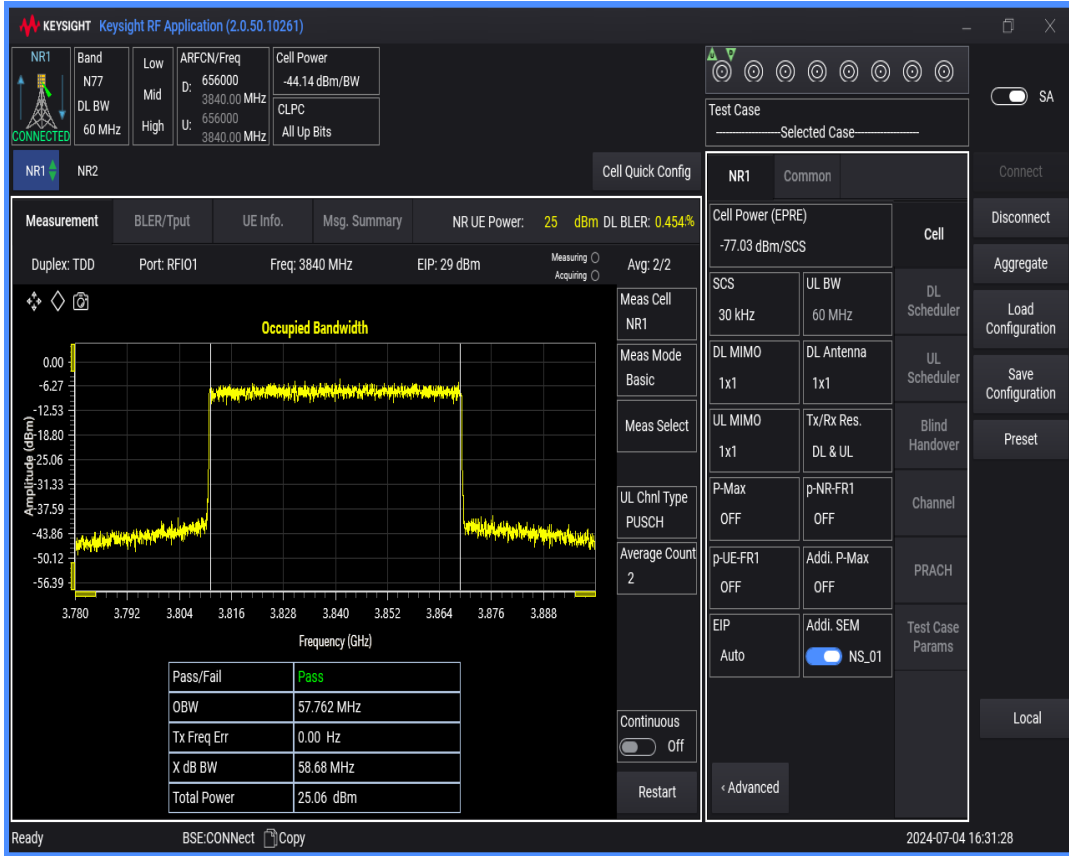 KEYSIGHT Keysight RF Application (2.0.50.10261)
NR1
CONNECTED
Band
N77
DL BW
60 MHz
Low
Mid
High
ARFCN/Freq
D: 656000
3840.00 MHz
U: 656000
3840.00 MHz
Cell Power
-44.14 dBm/BW
CLPC
All Up Bits
Test Case
--------------------Selected Case------------------
SA
NR1 NR2 Cell Quick Config
Measurement BLER/Tput UE Info. Msg. Summary NR UE Power: 25 dBm DL BLER: 0.454%
Duplex: TDD Port: RFIO1 Freq: 3840 MHz EIP: 29 dBm Measuring Avg: 2/2
Acquiring
Occupied Bandwidth
Amplitude (dBm)
0.00
-6.27
-12.53
-18.80
-25.06
-31.33
-37.59
-43.86
-50.12
-56.39
3.780 3.792 3.804 3.816 3.828 3.840 3.852 3.864 3.876 3.888
Frequency (GHz)
Pass/Fail Pass
OBW 57.762 MHz
Tx Freq Err 0.00 Hz
X dB BW 58.68 MHz
Total Power 25.06 dBm
Meas Cell
NR1
Meas Mode
Basic
Meas Select
UL Chnl Type
PUSCH
Average Count
2
Continuous
Off
Restart
NR1 Common
Cell Power (EPRE)
-77.03 dBm/SCS
SCS
30 kHz
UL BW
60 MHz
DL MIMO
1x1
DL Antenna
1x1
UL MIMO
1x1
Tx/Rx Res.
DL & UL
P-Max
OFF
p-NR-FR1
OFF
p-UE-FR1
OFF
Addi. P-Max
OFF
EIP
Auto
Addi. SEM
NS_01
‹ Advanced
Cell
DL
Scheduler
UL
Scheduler
Blind
Handover
Channel
PRACH
Test Case
Params
Connect
Disconnect
Aggregate
Load
Configuration
Save
Configuration
Preset
Local
Ready BSE:CONNect Copy 2024-07-04 16:31:28